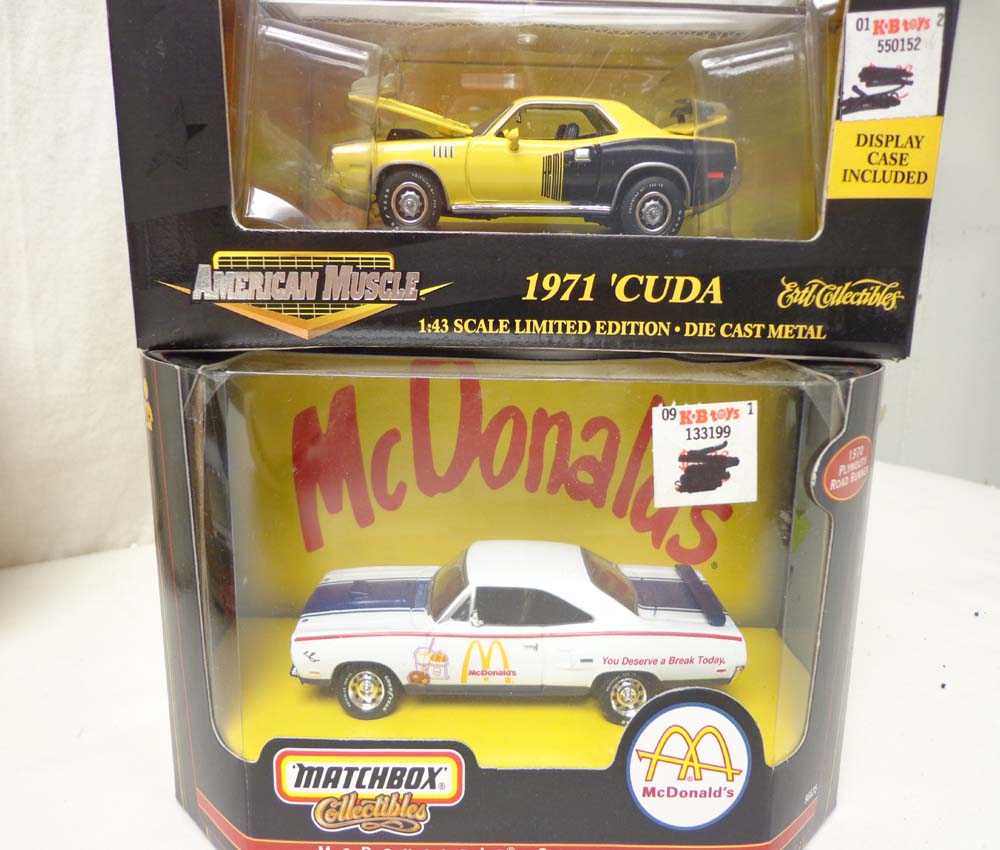 01 K·B toys 2
550152
DISPLAY
CASE
INCLUDED
AMERICAN MUSCLE
1971 'CUDA
Ertl Collectibles
1:43 SCALE LIMITED EDITION • DIE CAST METAL
McDonald's®
09 K·B toys 1
133199
1970
PLYMOUTH
ROAD RUNNER
McDonald's
You Deserve a Break Today.
MATCHBOX®
Collectibles
McDonald's